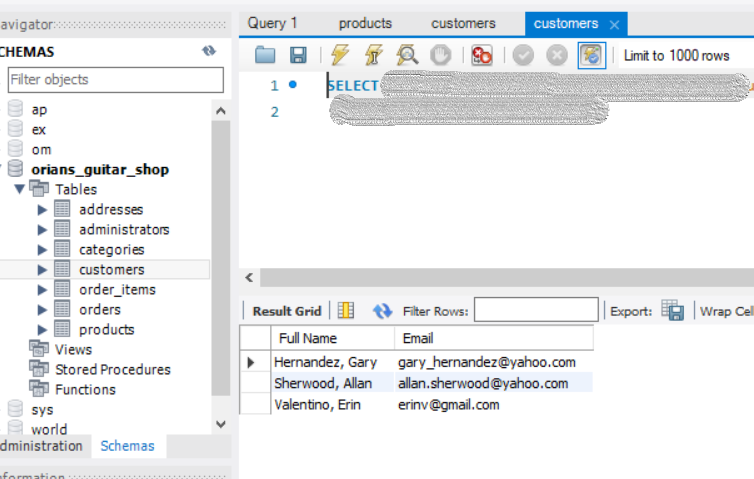 avigator
Query 1 products customers customers ×
CHEMAS
Filter objects
Limit to 1000 rows
ap
ex
om
orians_guitar_shop
Tables
addresses
administrators
categories
customers
order_items
orders
products
Views
Stored Procedures
Functions
sys
world
dministration Schemas
nformation
1 SELECT
2
Result Grid Filter Rows: Export: Wrap Cel
Full Name Email
Hernandez, Gary gary_hernandez@yahoo.com
Sherwood, Allan allan.sherwood@yahoo.com
Valentino, Erin erinv@gmail.com